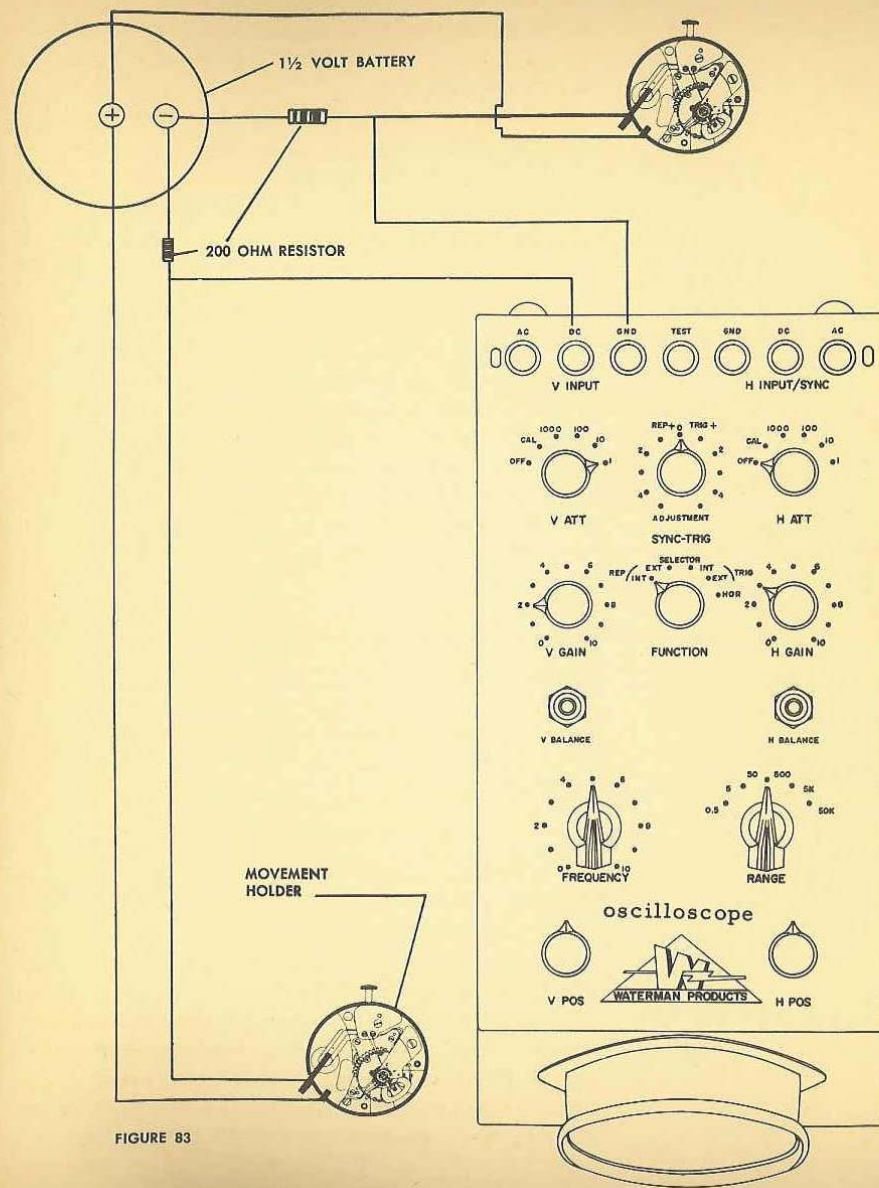 1½ VOLT BATTERY
+ −
200 OHM RESISTOR
AC DC GND TEST GND DC AC
V INPUT H INPUT/SYNC
OFF CAL 1000 100 10 1
V ATT
REP+ 0 TRIG+
2 2
4 4
ADJUSTMENT
SYNC-TRIG
OFF CAL 1000 100 10 1
H ATT
0 2 4 6 8 10
V GAIN
SELECTOR
REP INT EXT INT EXT TRIG
HOR
FUNCTION
0 2 4 6 8 10
H GAIN
V BALANCE
H BALANCE
0 2 4 6 8 10
FREQUENCY
0.5 5 50 500 5K 50K
RANGE
MOVEMENT
HOLDER
oscilloscope
V POS
WATERMAN PRODUCTS
H POS
FIGURE 83